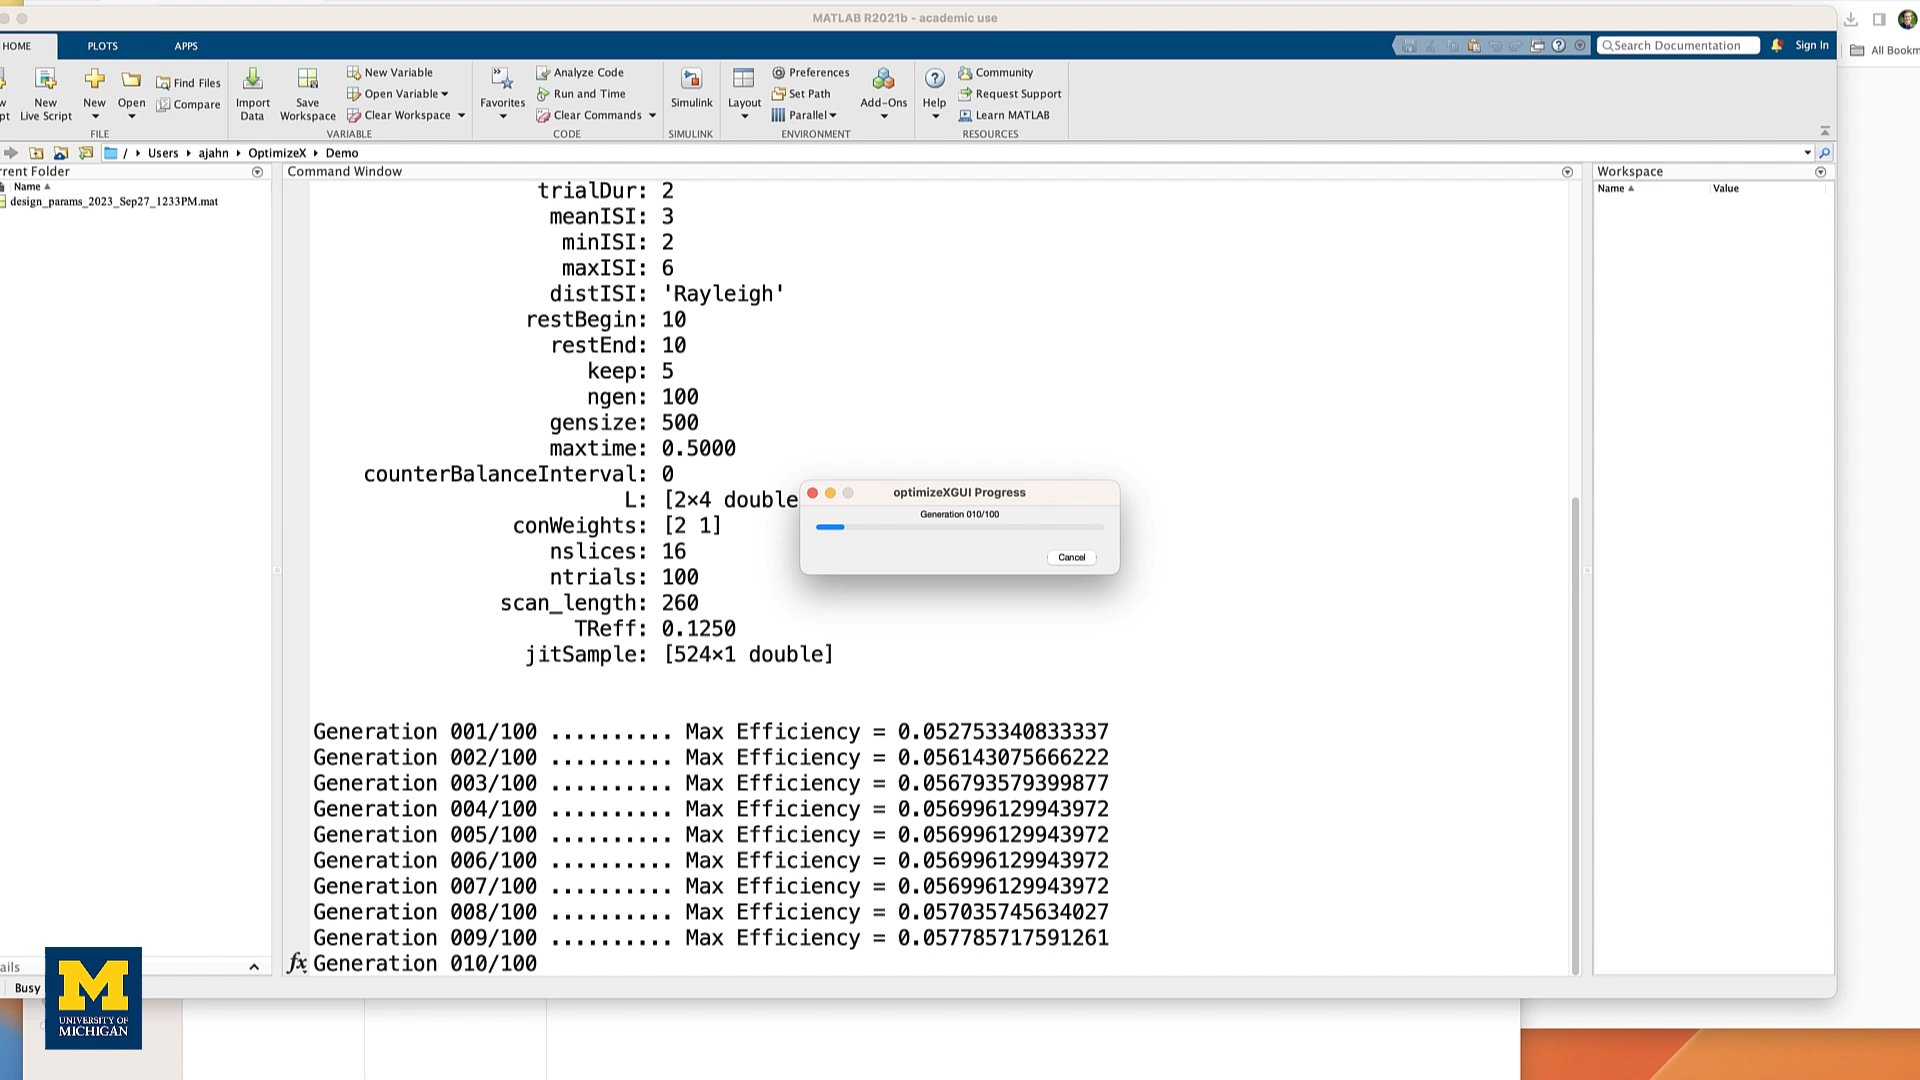 MATLAB R2021b - academic use
HOME PLOTS APPS
Search Documentation Sign In
All Bookm
New Live Script
New
Open
Find Files
Compare
FILE
Import Data
Save Workspace
New Variable
Open Variable
Clear Workspace
VARIABLE
Favorites
Analyze Code
Run and Time
Clear Commands
CODE
Simulink
SIMULINK
Layout
Preferences
Set Path
Parallel
Add-Ons
ENVIRONMENT
Help
Community
Request Support
Learn MATLAB
RESOURCES
/ Users ajahn OptimizeX Demo
rrent Folder
Name
design_params_2023_Sep27_1233PM.mat
Command Window
trialDur: 2
meanISI: 3
minISI: 2
maxISI: 6
distISI: 'Rayleigh'
restBegin: 10
restEnd: 10
keep: 5
ngen: 100
gensize: 500
maxtime: 0.5000
counterBalanceInterval: 0
L: [2×4 double
conWeights: [2 1]
nslices: 16
ntrials: 100
scan_length: 260
TReff: 0.1250
jitSample: [524×1 double]
Generation 001/100 .......... Max Efficiency = 0.052753340833337
Generation 002/100 .......... Max Efficiency = 0.056143075666222
Generation 003/100 .......... Max Efficiency = 0.056793579399877
Generation 004/100 .......... Max Efficiency = 0.056996129943972
Generation 005/100 .......... Max Efficiency = 0.056996129943972
Generation 006/100 .......... Max Efficiency = 0.056996129943972
Generation 007/100 .......... Max Efficiency = 0.056996129943972
Generation 008/100 .......... Max Efficiency = 0.057035745634027
Generation 009/100 .......... Max Efficiency = 0.057785717591261
fx Generation 010/100
optimizeXGUI Progress
Generation 010/100
Cancel
Workspace
Name Value
ails
Busy
M
UNIVERSITY OF
MICHIGAN